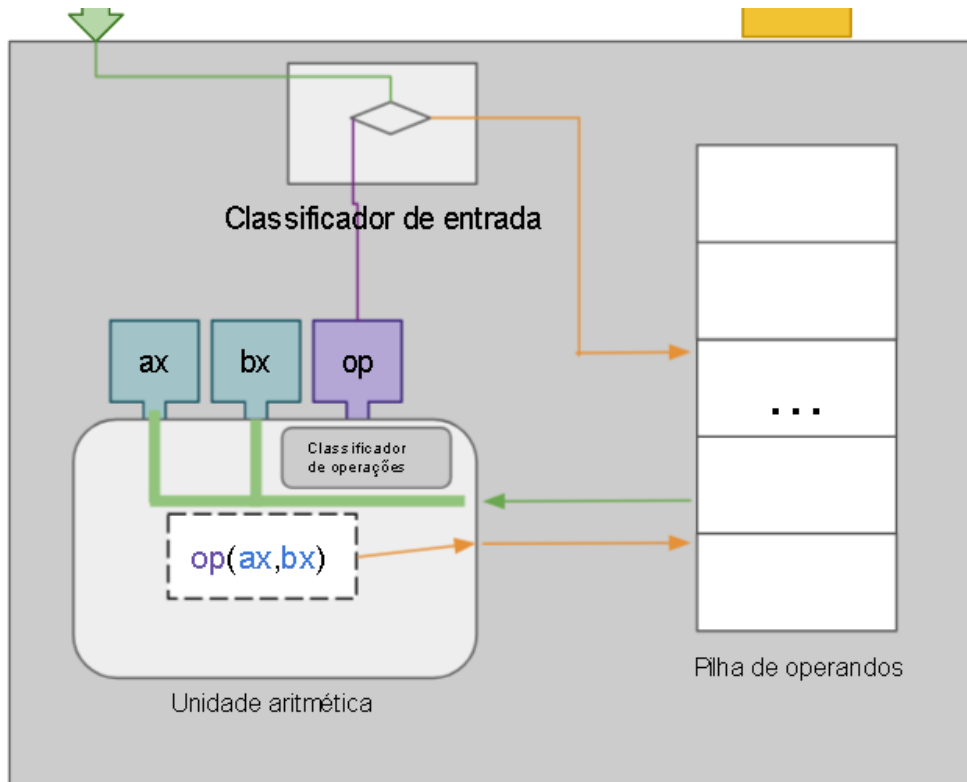 Classificador de entrada
ax
bx
op
Classificador
de operações
...
op(ax,bx)
Pilha de operandos
Unidade aritmética